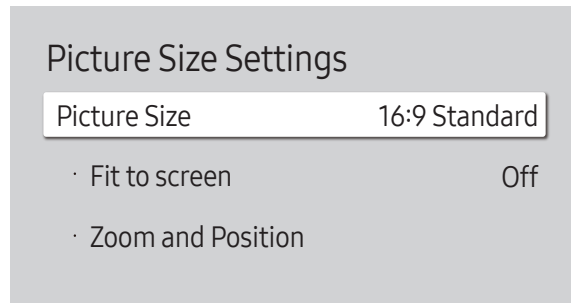 Picture Size Settings
Picture Size 16:9 Standard
· Fit to screen Off
· Zoom and Position